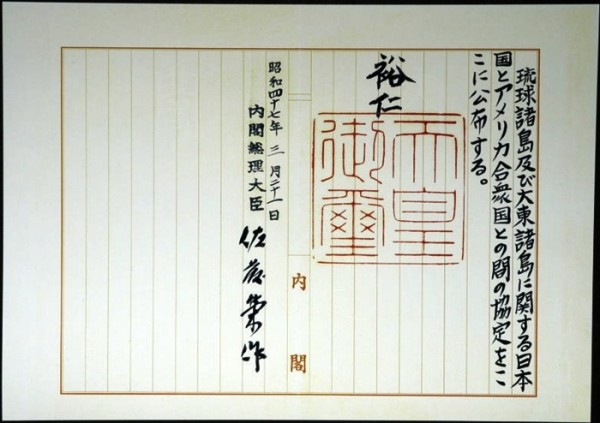 琉球諸島及び大東諸島に関する日本
国とアメリカ合衆国との間の協定をこ
こに公布する。
裕仁
天皇
御璽
昭和四十七年三月二十一日
内閣総理大臣 佐藤榮作
内閣